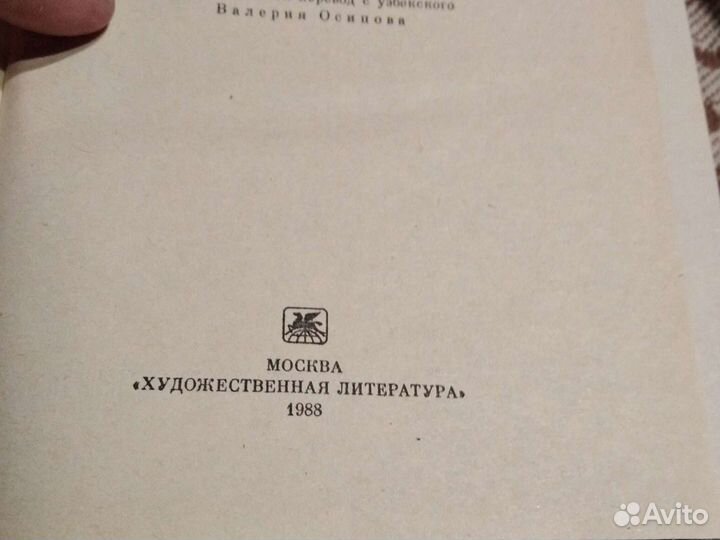 перевод с узбекского
Валерия Осипова
МОСКВА
«ХУДОЖЕСТВЕННАЯ ЛИТЕРАТУРА»
1988
Avito